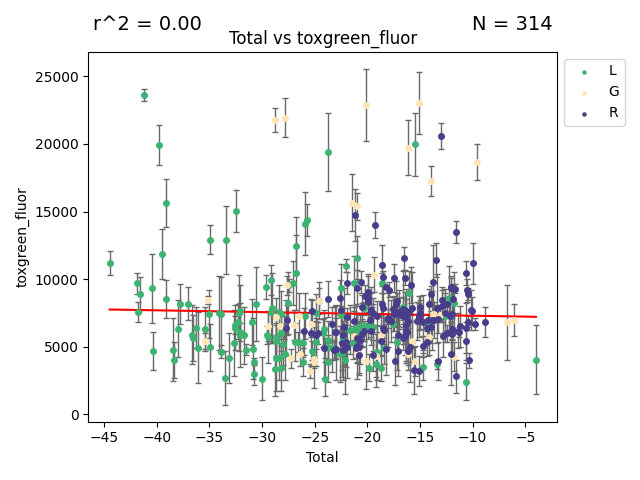 r^2 = 0.00
N = 314
Total vs toxgreen_fluor
25000
20000
15000
10000
5000
0
toxgreen_fluor
−45
−40
−35
−30
−25
−20
−15
−10
−5
Total
L
G
R